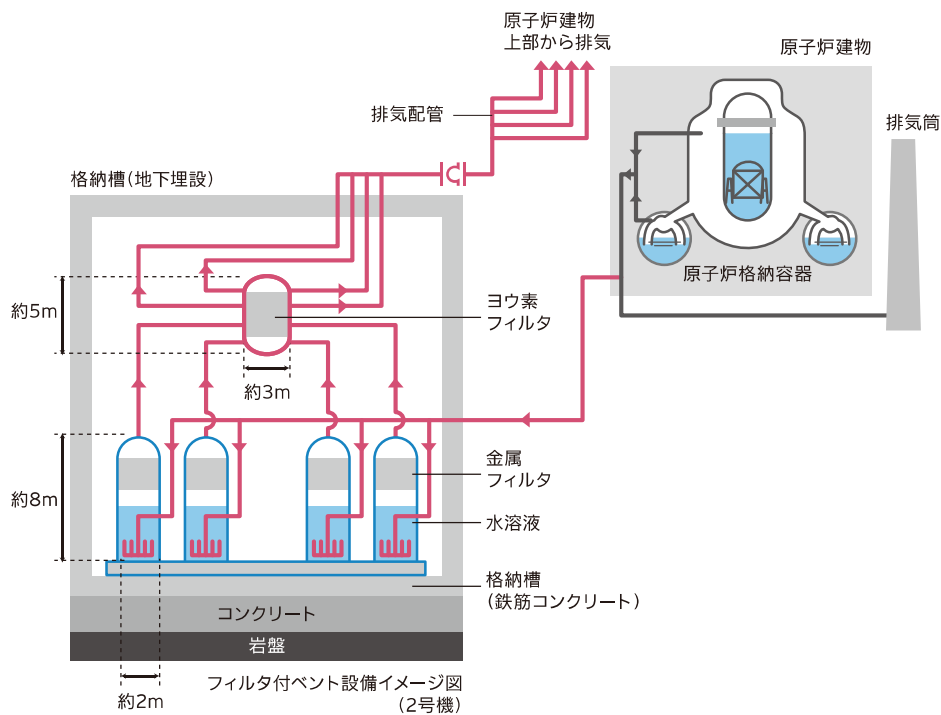 原子炉建物
上部から排気
原子炉建物
排気配管
排気筒
格納槽(地下埋設)
原子炉格納容器
約5m
ヨウ素
フィルタ
約3m
金属
フィルタ
約8m
水溶液
格納槽
(鉄筋コンクリート)
コンクリート
岩盤
フィルタ付ベント設備イメージ図
(2号機)
約2m